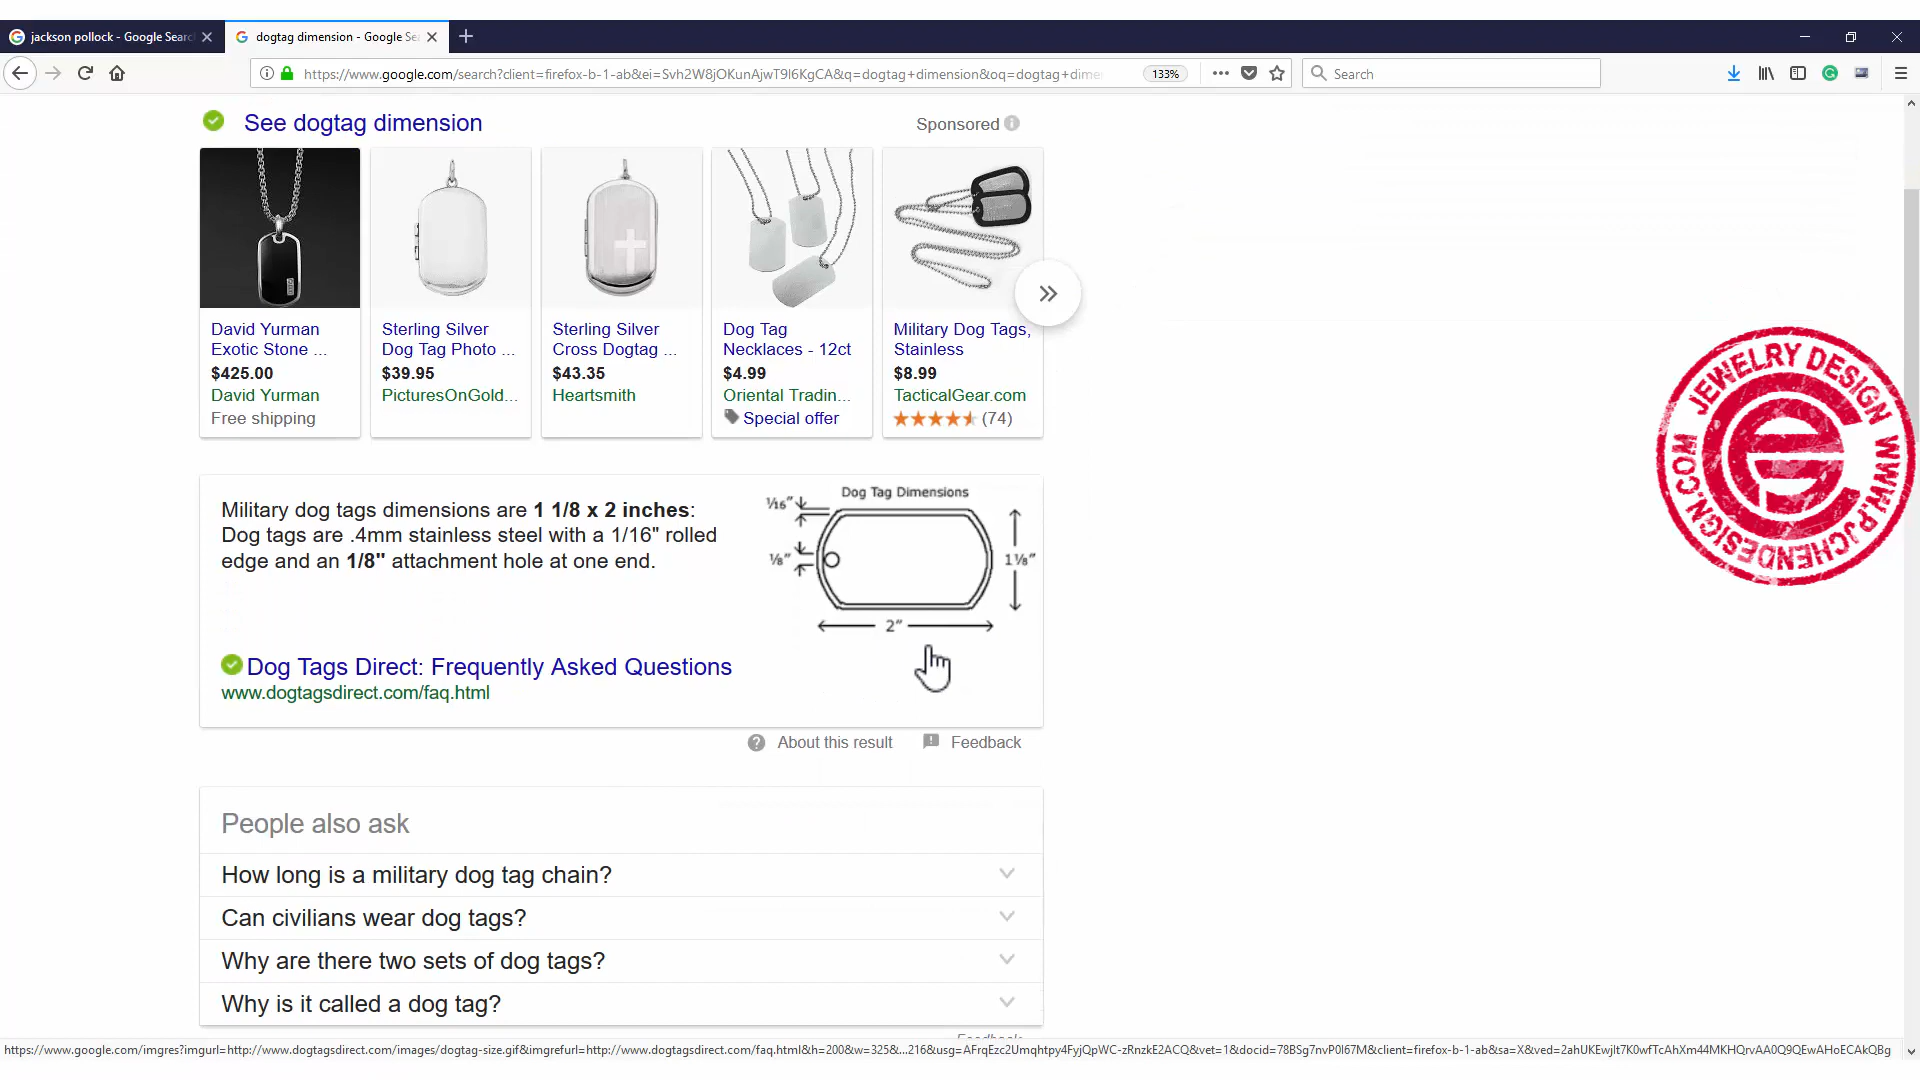 jackson pollock - Google Searc
dogtag dimension - Google Se
https://www.google.com/search?client=firefox-b-1-ab&ei=Svh2W8jOKunAjwT9l6KgCA&q=dogtag+dimension&oq=dogtag+dime
133%
Search
See dogtag dimension
Sponsored
David Yurman
Exotic Stone ...
$425.00
David Yurman
Free shipping
Sterling Silver
Dog Tag Photo ...
$39.95
PicturesOnGold...
Sterling Silver
Cross Dogtag ...
$43.35
Heartsmith
Dog Tag
Necklaces - 12ct
$4.99
Oriental Tradin...
Special offer
Military Dog Tags,
Stainless
$8.99
TacticalGear.com
(74)
Military dog tags dimensions are 1 1/8 x 2 inches:
Dog tags are .4mm stainless steel with a 1/16" rolled
edge and an 1/8" attachment hole at one end.
Dog Tag Dimensions
1/16"
1/8"
1 1/8"
2"
Dog Tags Direct: Frequently Asked Questions
www.dogtagsdirect.com/faq.html
About this result
Feedback
People also ask
How long is a military dog tag chain?
Can civilians wear dog tags?
Why are there two sets of dog tags?
Why is it called a dog tag?
Feedback
https://www.google.com/imgres?imgurl=http://www.dogtagsdirect.com/images/dogtag-size.gif&imgrefurl=http://www.dogtagsdirect.com/faq.html&h=200&w=325&...216&usg=AFrqEzc2Umqhtpy4FyjQpWC-zRnzkE2ACQ&vet=1&docid=78BSg7nvP0l67M&client=firefox-b-1-ab&sa=X&ved=2ahUKEwjlt7K0wfTcAhXm44MKHQrvAA0Q9QEwAHoECAkQBg
JEWELRY DESIGN WWW.PJCHENDESIGN.COM